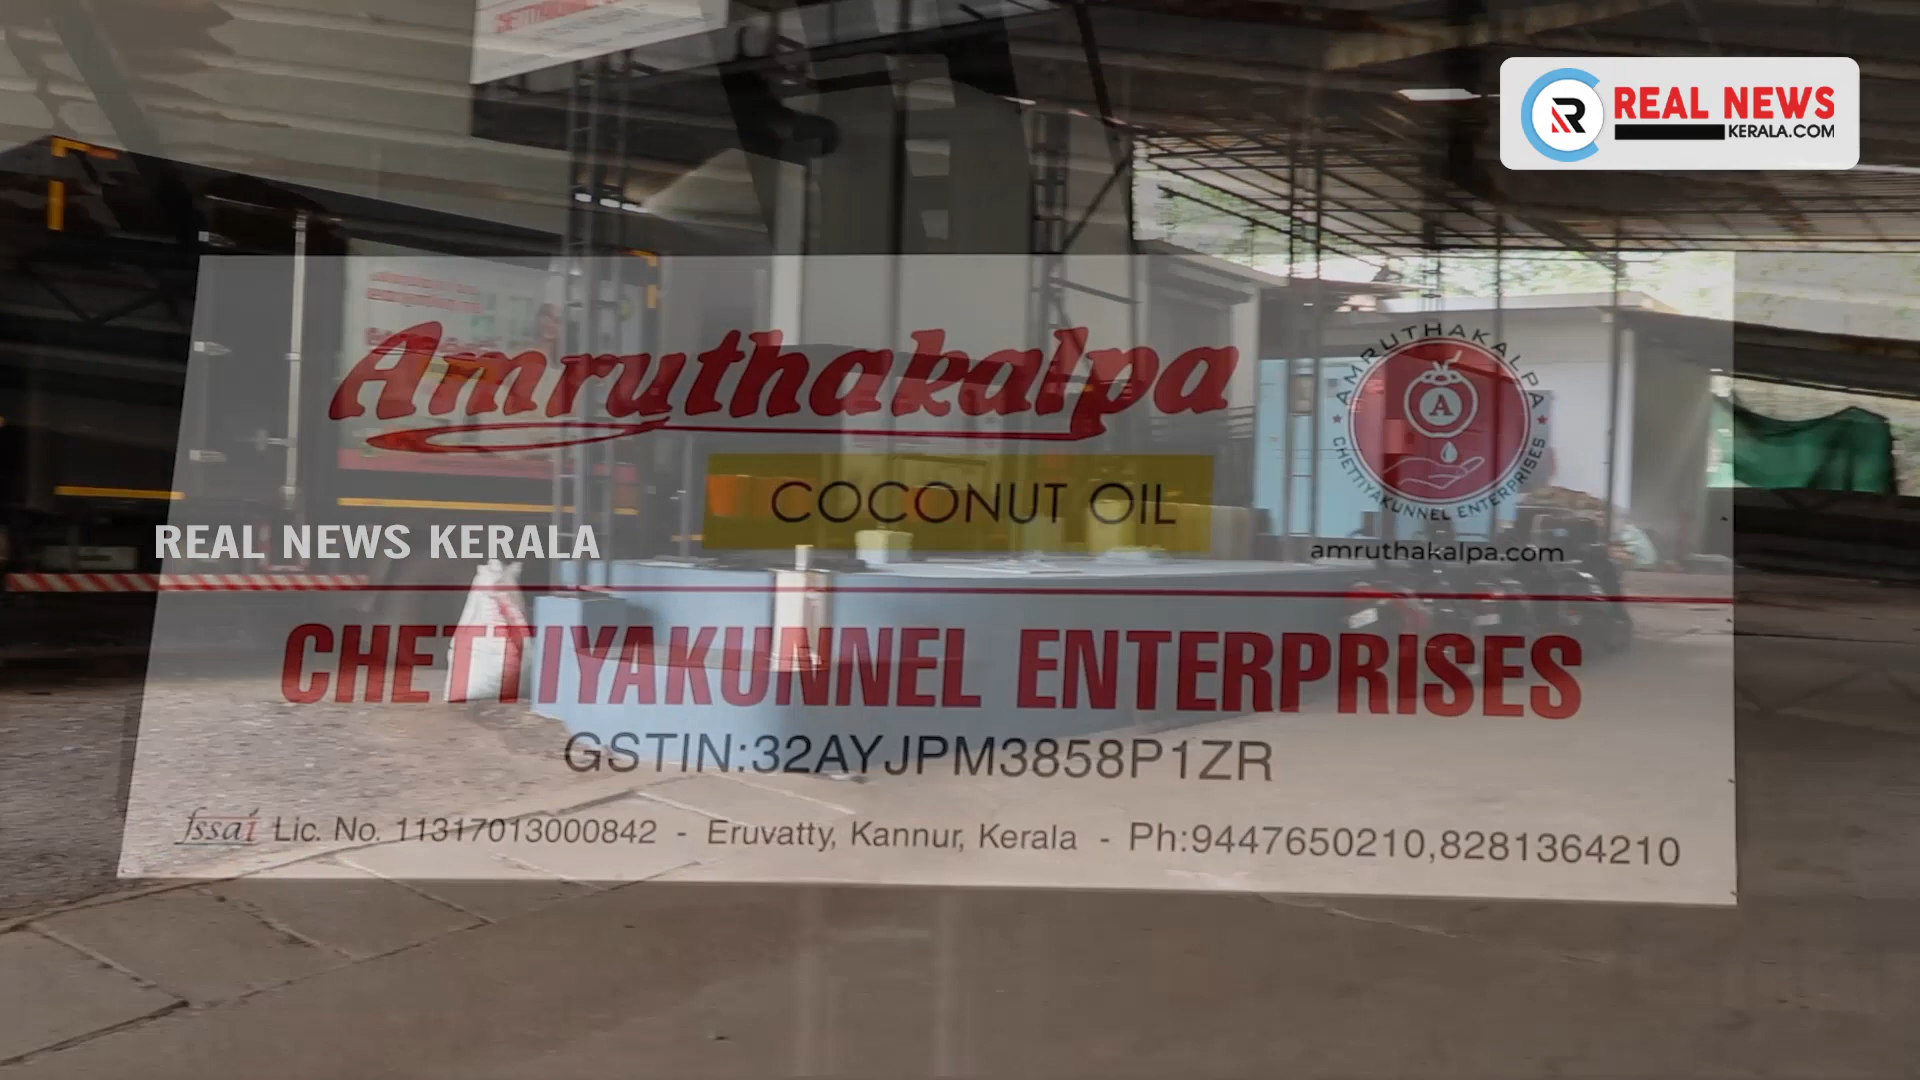 REAL NEWS
KERALA.COM
Amruthakalpa
COCONUT OIL
AMRUTHAKALPA
A
CHETTIYAKUNNEL ENTERPRISES
amruthakalpa.com
REAL NEWS KERALA
CHETTIYAKUNNEL ENTERPRISES
GSTIN:32AYJPM3858P1ZR
fssai Lic. No. 11317013000842 - Eruvatty, Kannur, Kerala - Ph:9447650210,8281364210